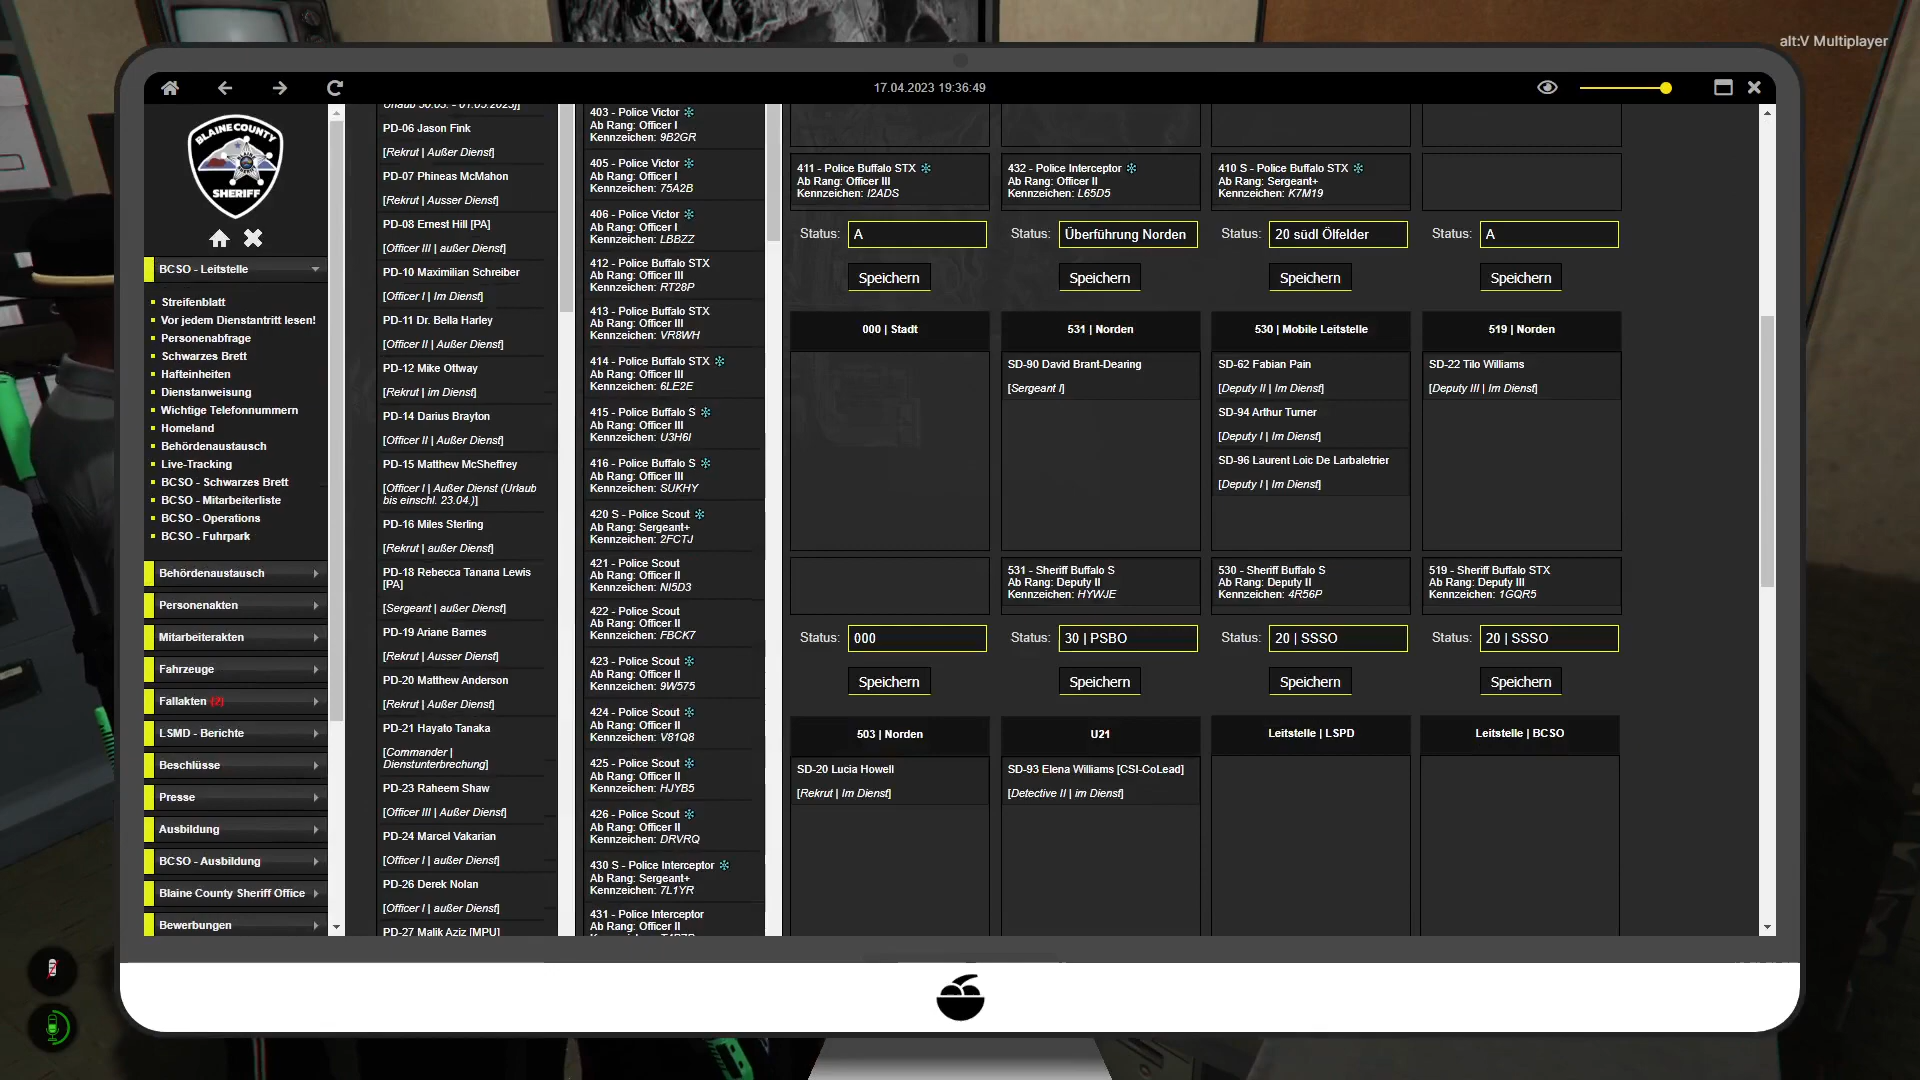 alt:V Multiplayer
17.04.2023 19:36:49
BLAINE COUNTY
SHERIFF
BCSO - Leitstelle
Streifenblatt
Vor jedem Dienstantritt lesen!
Personenabfrage
Schwarzes Brett
Hafteinheiten
Dienstanweisung
Wichtige Telefonnummern
Homeland
Behördenaustausch
Live-Tracking
BCSO - Schwarzes Brett
BCSO - Mitarbeiterliste
BCSO - Operations
BCSO - Fuhrpark
Behördenaustausch
Personenakten
Mitarbeiterakten
Fahrzeuge
Fallakten (2)
LSMD - Berichte
Beschlüsse
Presse
Ausbildung
BCSO - Ausbildung
Blaine County Sheriff Office
Bewerbungen
Urlaub 30.03. - 01.05.2023)]
PD-06 Jason Fink
[Rekrut | Außer Dienst]
PD-07 Phineas McMahon
[Rekrut | Ausser Dienst]
PD-08 Ernest Hill [PA]
[Officer III | außer Dienst]
PD-10 Maximilian Schreiber
[Officer I | Im Dienst]
PD-11 Dr. Bella Harley
[Officer II | Außer Dienst]
PD-12 Mike Ottway
[Rekrut | im Dienst]
PD-14 Darius Brayton
[Officer II | Außer Dienst]
PD-15 Matthew McSheffrey
[Officer I | Außer Dienst (Urlaub
bis einschl. 23.04.)]
PD-16 Miles Sterling
[Rekrut | außer Dienst]
PD-18 Rebecca Tanana Lewis
[PA]
[Sergeant | außer Dienst]
PD-19 Ariane Barnes
[Rekrut | Ausser Dienst]
PD-20 Matthew Anderson
[Rekrut | Außer Dienst]
PD-21 Hayato Tanaka
[Commander |
Dienstunterbrechung]
PD-23 Raheem Shaw
[Officer III | Außer Dienst]
PD-24 Marcel Vakarian
[Officer I | außer Dienst]
PD-26 Derek Nolan
[Officer I | außer Dienst]
PD-27 Malik Aziz [MPU]
403 - Police Victor
Ab Rang: Officer I
Kennzeichen: 9B2GR
405 - Police Victor
Ab Rang: Officer I
Kennzeichen: 75A2B
406 - Police Victor
Ab Rang: Officer I
Kennzeichen: LBBZZ
412 - Police Buffalo STX
Ab Rang: Officer III
Kennzeichen: RT28P
413 - Police Buffalo STX
Ab Rang: Officer III
Kennzeichen: VR8WH
414 - Police Buffalo STX
Ab Rang: Officer III
Kennzeichen: 6LE2E
415 - Police Buffalo S
Ab Rang: Officer III
Kennzeichen: U3H6I
416 - Police Buffalo S
Ab Rang: Officer III
Kennzeichen: SUKHY
420 S - Police Scout
Ab Rang: Sergeant+
Kennzeichen: 2FCTJ
421 - Police Scout
Ab Rang: Officer II
Kennzeichen: NI5D3
422 - Police Scout
Ab Rang: Officer II
Kennzeichen: FBCK7
423 - Police Scout
Ab Rang: Officer II
Kennzeichen: 9W575
424 - Police Scout
Ab Rang: Officer II
Kennzeichen: V81Q8
425 - Police Scout
Ab Rang: Officer II
Kennzeichen: HJYB5
426 - Police Scout
Ab Rang: Officer II
Kennzeichen: DRVRQ
430 S - Police Interceptor
Ab Rang: Sergeant+
Kennzeichen: 7L1YR
431 - Police Interceptor
Ab Rang: Officer II
411 - Police Buffalo STX
Ab Rang: Officer III
Kennzeichen: I2ADS
Status: A
Speichern
432 - Police Interceptor
Ab Rang: Officer II
Kennzeichen: L65D5
Status: Überführung Norden
Speichern
410 S - Police Buffalo STX
Ab Rang: Sergeant+
Kennzeichen: K7M19
Status: 20 südl Ölfelder
Speichern
Status: A
Speichern
000 | Stadt
Status: 000
Speichern
531 | Norden
SD-90 David Brant-Dearing
[Sergeant I]
531 - Sheriff Buffalo S
Ab Rang: Deputy II
Kennzeichen: HYWJE
Status: 30 | PSBO
Speichern
530 | Mobile Leitstelle
SD-62 Fabian Pain
[Deputy II | Im Dienst]
SD-94 Arthur Turner
[Deputy I | Im Dienst]
SD-96 Laurent Loic De Larbaletrier
[Deputy I | Im Dienst]
530 - Sheriff Buffalo S
Ab Rang: Deputy II
Kennzeichen: 4R56P
Status: 20 | SSSO
Speichern
519 | Norden
SD-22 Tilo Williams
[Deputy III | Im Dienst]
519 - Sheriff Buffalo STX
Ab Rang: Deputy III
Kennzeichen: 1GQR5
Status: 20 | SSSO
Speichern
503 | Norden
SD-20 Lucia Howell
[Rekrut | Im Dienst]
U21
SD-93 Elena Williams [CSI-CoLead]
[Detective II | im Dienst]
Leitstelle | LSPD
Leitstelle | BCSO